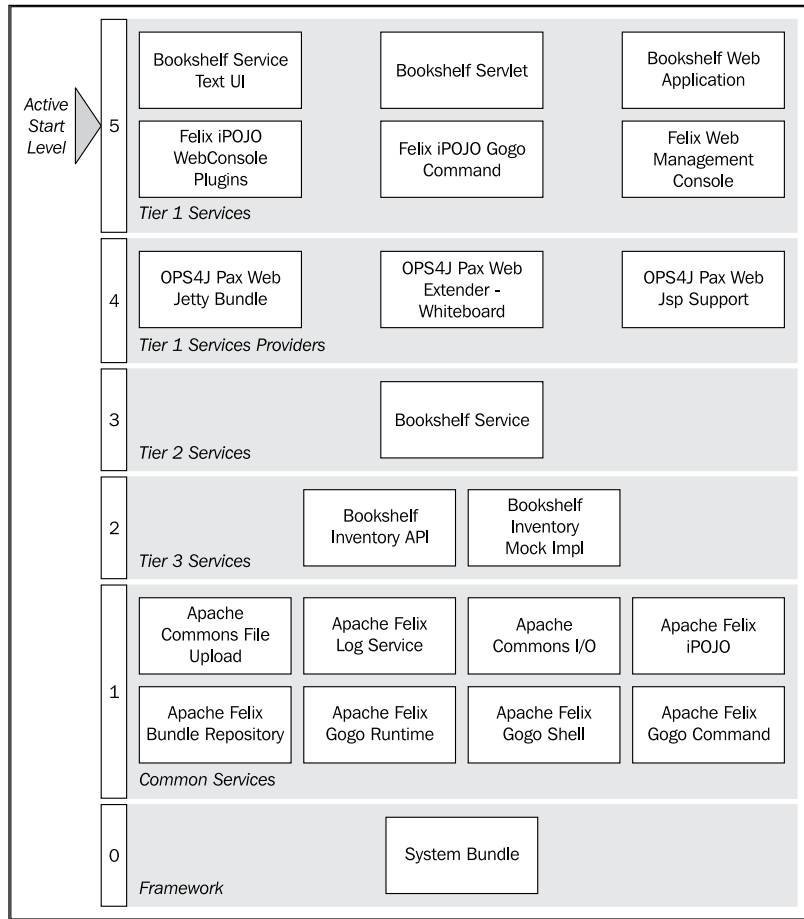 Active
Start
Level
5
Bookshelf Service
Text UI
Bookshelf Servlet
Bookshelf Web
Application
Felix iPOJO
WebConsole
Plugins
Felix iPOJO Gogo
Command
Felix Web
Management
Console
Tier 1 Services
4
OPS4J Pax Web
Jetty Bundle
OPS4J Pax Web
Extender -
Whiteboard
OPS4J Pax Web
Jsp Support
Tier 1 Services Providers
3
Bookshelf Service
Tier 2 Services
2
Bookshelf
Inventory API
Bookshelf
Inventory
Mock Impl
Tier 3 Services
1
Apache
Commons File
Upload
Apache Felix
Log Service
Apache
Commons I/O
Apache Felix
iPOJO
Apache Felix
Bundle Repository
Apache Felix
Gogo Runtime
Apache Felix
Gogo Shell
Apache Felix
Gogo Command
Common Services
0
System Bundle
Framework